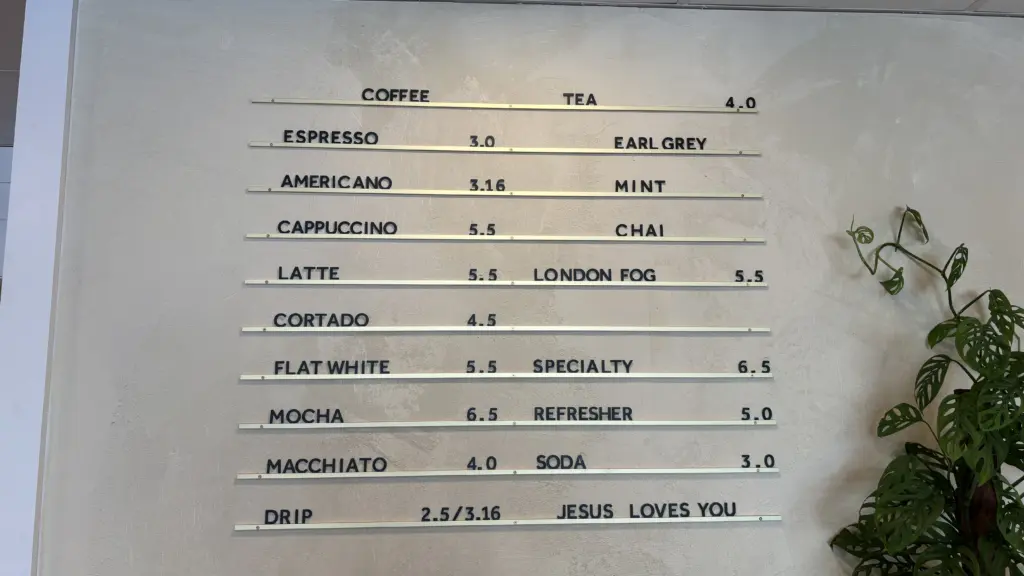 COFFEE TEA 4.0
ESPRESSO 3.0 EARL GREY
AMERICANO 3.16 MINT
CAPPUCCINO 5.5 CHAI
LATTE 5.5 LONDON FOG 5.5
CORTADO 4.5
FLAT WHITE 5.5 SPECIALTY 6.5
MOCHA 6.5 REFRESHER 5.0
MACCHIATO 4.0 SODA 3.0
DRIP 2.5/3.16 JESUS LOVES YOU